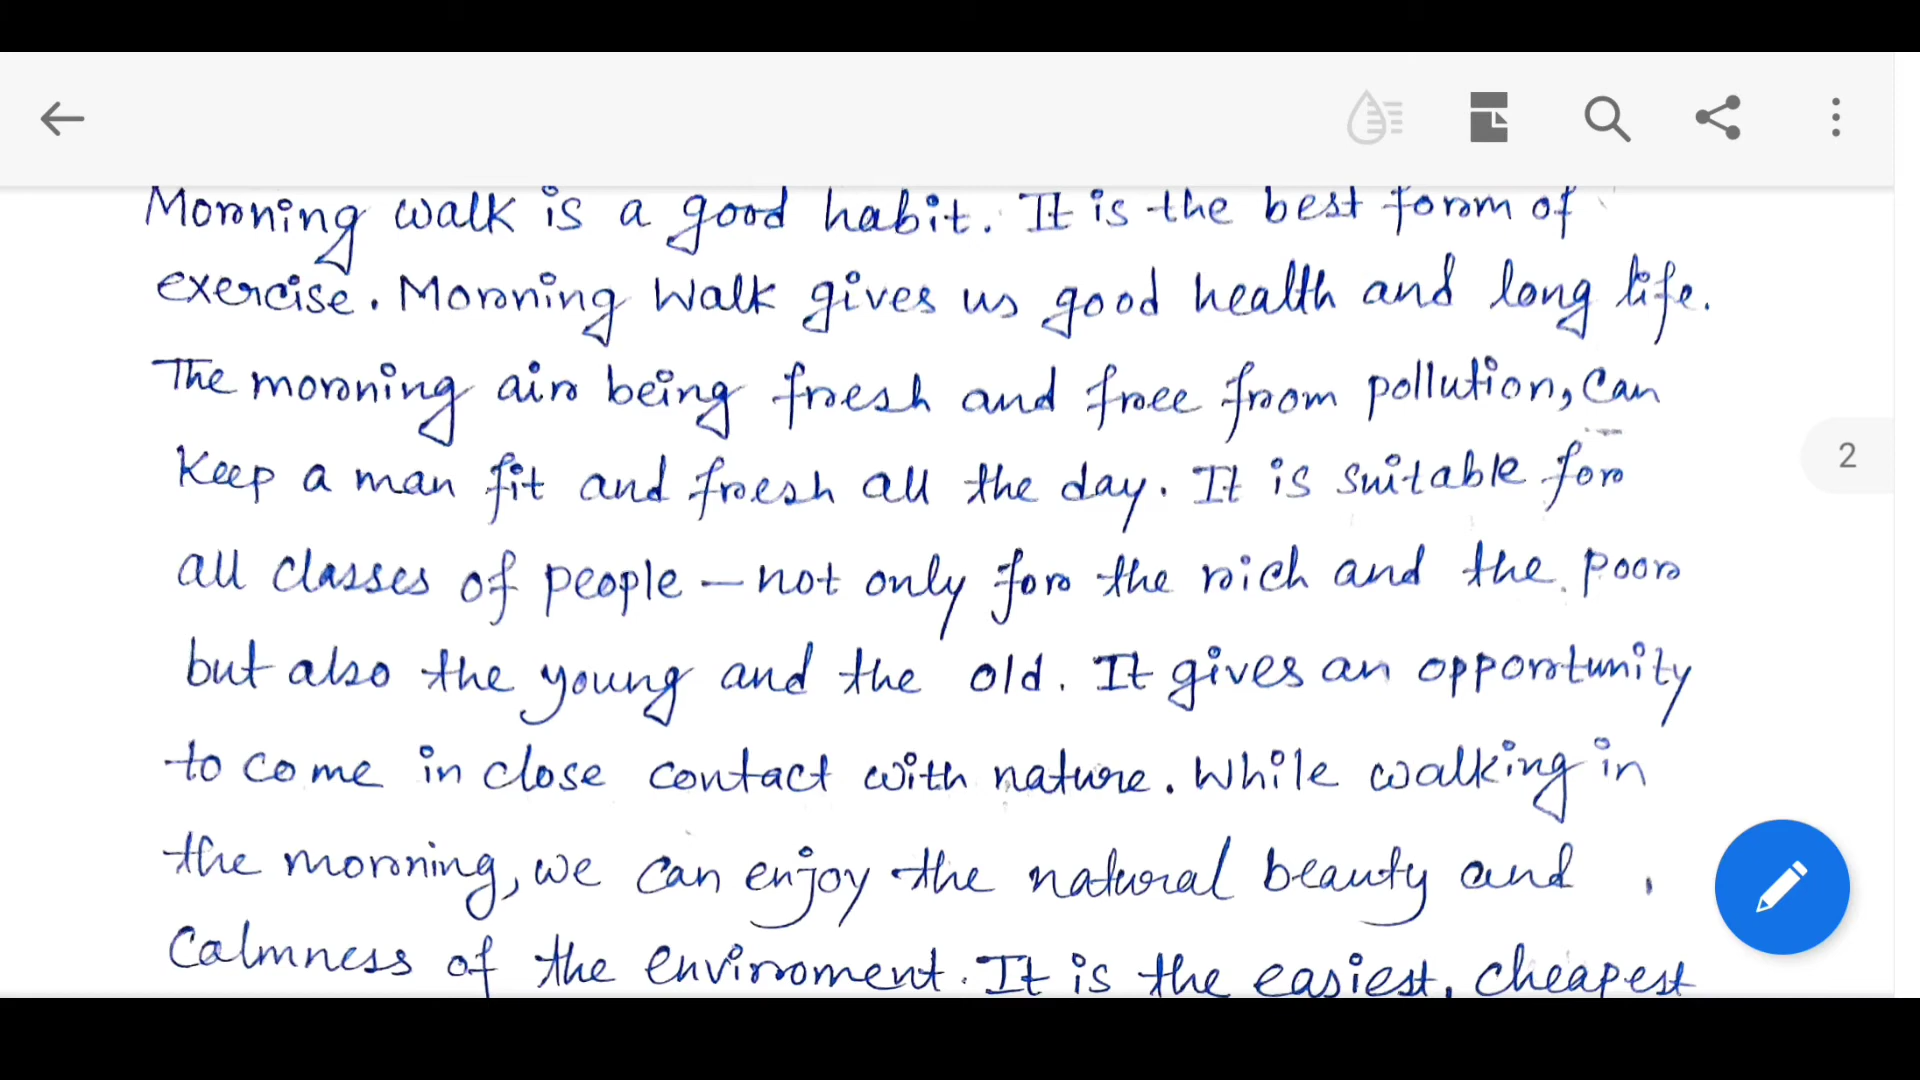 Morning walk is a good habit. It is the best form of
exercise. Morning Walk gives us good health and long life.
The morning air being fresh and free from pollution, can
2
Keep a man fit and fresh all the day. It is suitable for
all classes of people – not only for the rich and the poor
but also the young and the old. It gives an opportunity
to come in close contact with nature. While walking in
the morning, we can enjoy the natural beauty and
Calmness of the enviroment. It is the easiest, cheapest